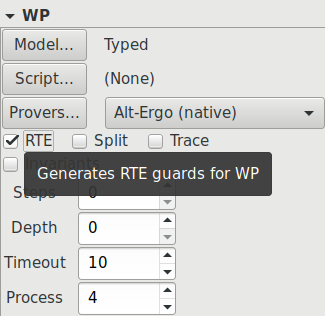 WP
Model... Typed
Script... (None)
Provers... Alt-Ergo (native)
RTE Split Trace
Invariants
Generates RTE guards for WP
Steps 0
Depth 0
Timeout 10
Process 4